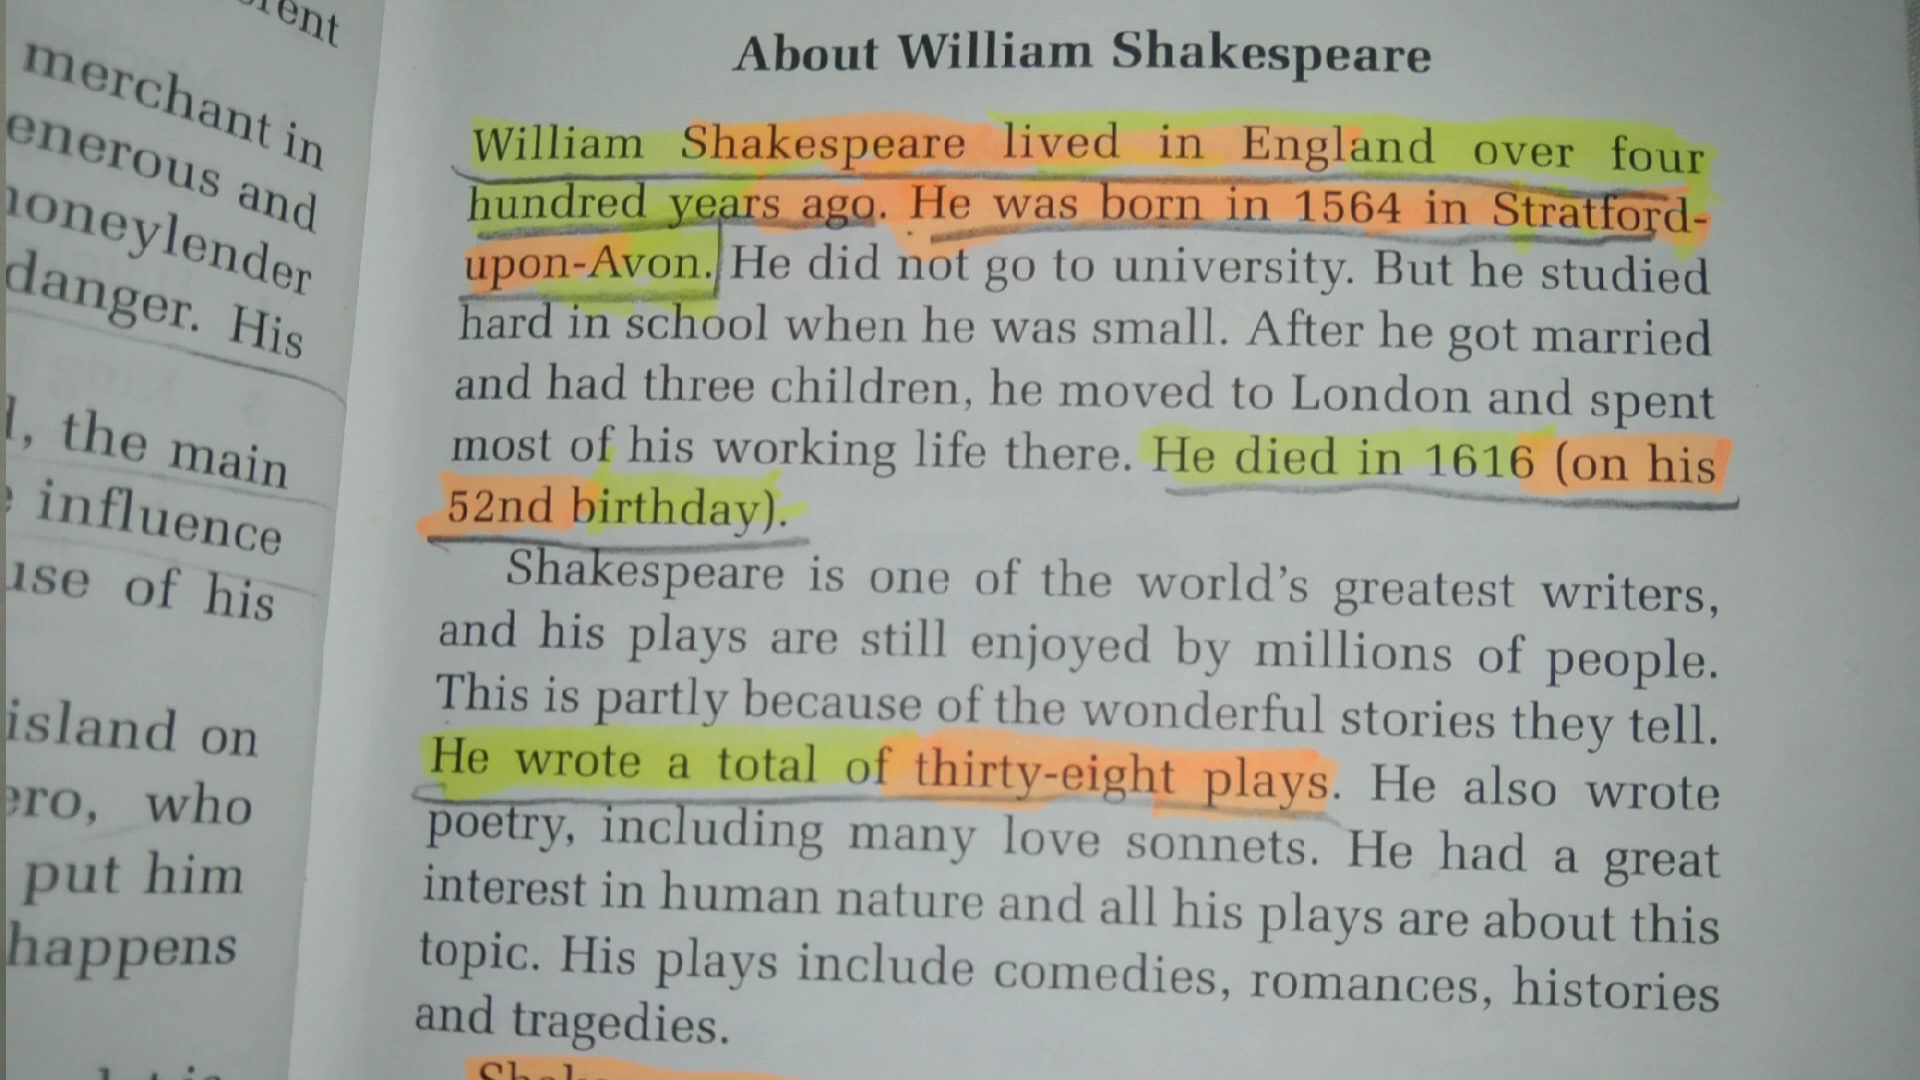 merchant in
and
danger. His
the main
influence
of his
island on
who
put him
happens
About William Shakespeare
William Shakespeare lived in England over four
hundred years ago. He was born in 1564 in Stratford-
upon-Avon. He did not go to university. But he studied
hard in school when he was small. After he got married
and had three children, he moved to London and spent
most of his working life there. He died in 1616 (on his
52nd birthday).
Shakespeare is one of the world's greatest writers,
and his plays are still enjoyed by millions of people.
This is partly because of the wonderful stories they tell.
He wrote a total of thirty-eight plays. He also wrote
poetry, including many love sonnets. He had a great
interest in human nature and all his plays are about this
topic. His plays include comedies, romances, histories
and tragedies.